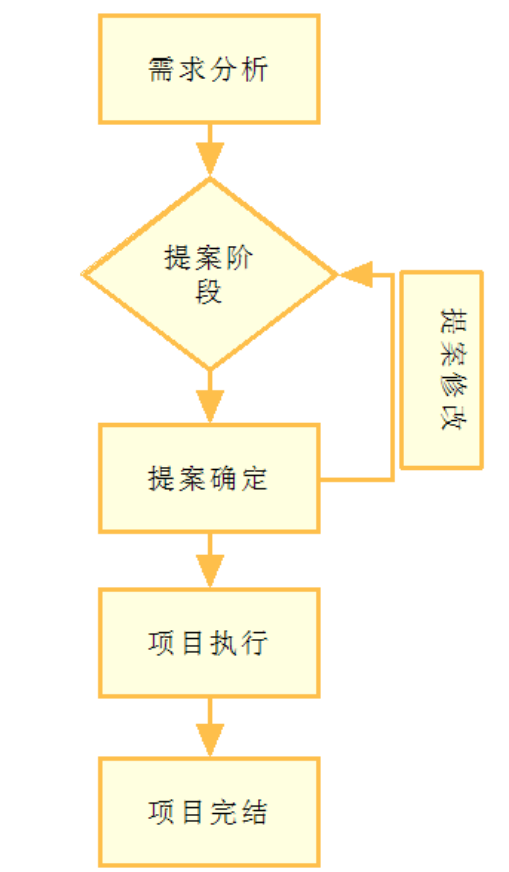 需求分析
提案阶
段
提案修改
提案确定
项目执行
项目完结